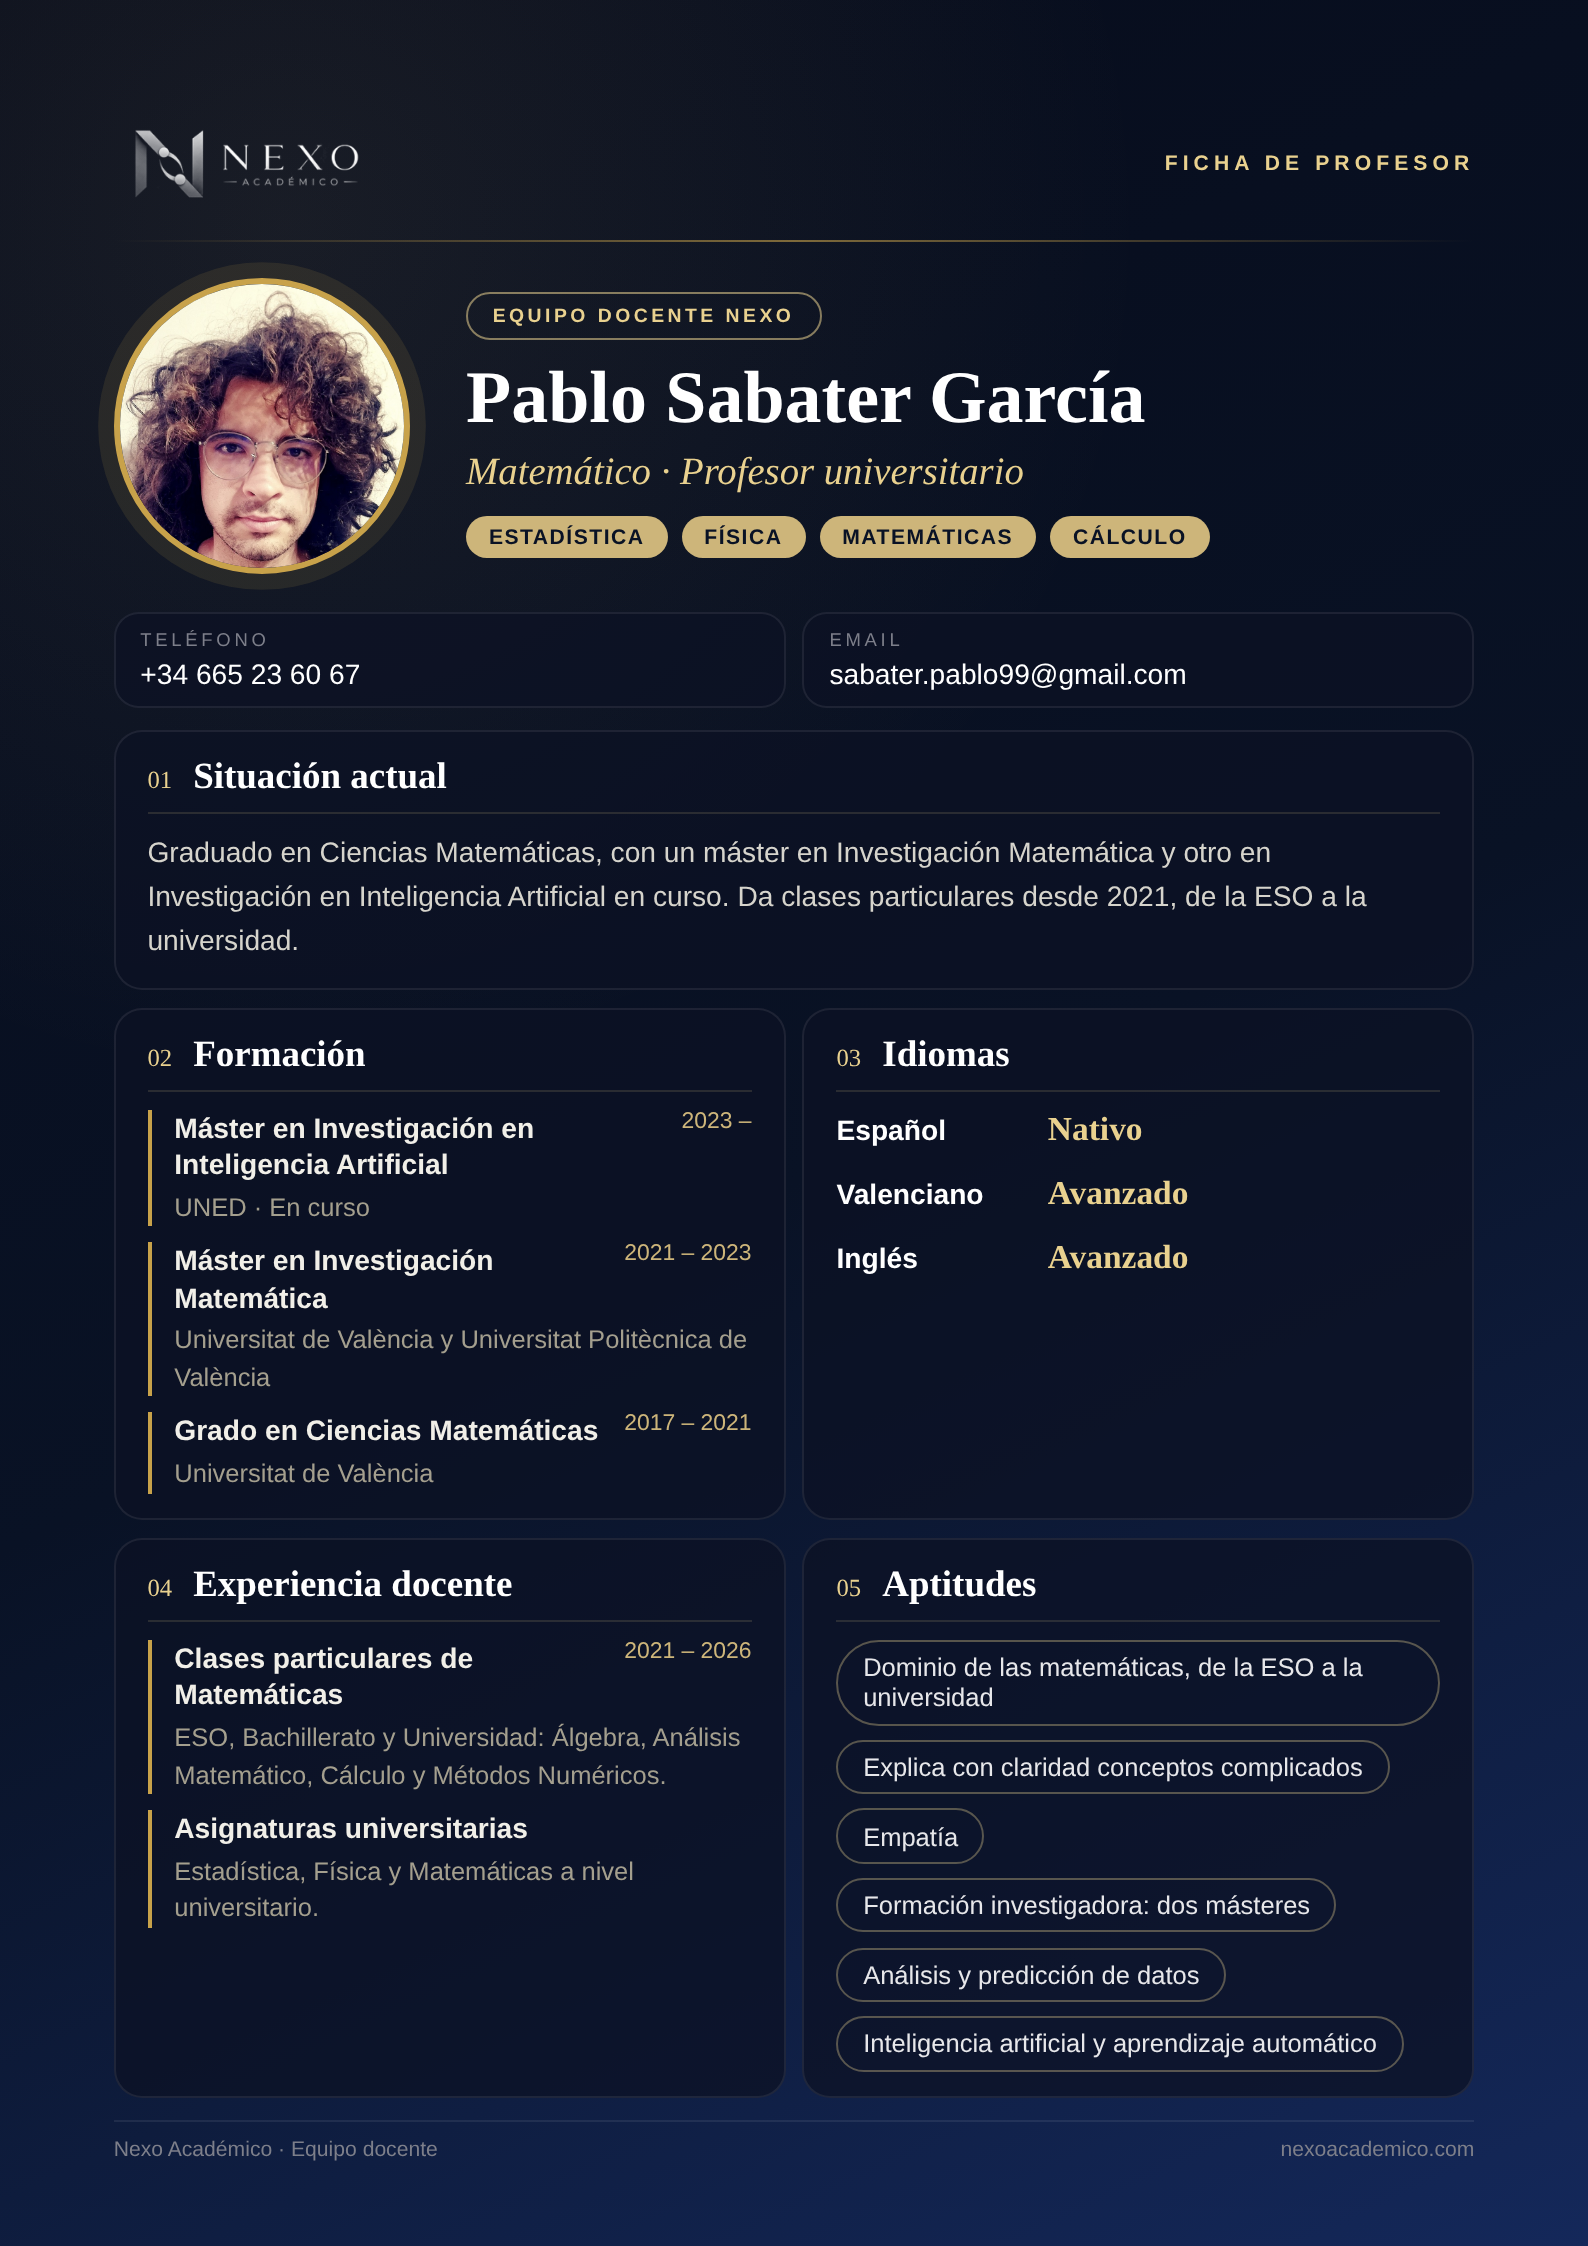 NEXO
ACADÉMICO
FICHA DE PROFESOR
EQUIPO DOCENTE NEXO
Pablo Sabater García
Matemático · Profesor universitario
ESTADÍSTICA FÍSICA MATEMÁTICAS CÁLCULO
TELÉFONO
+34 665 23 60 67
EMAIL
sabater.pablo99@gmail.com
01 Situación actual
Graduado en Ciencias Matemáticas, con un máster en Investigación Matemática y otro en
Investigación en Inteligencia Artificial en curso. Da clases particulares desde 2021, de la ESO a la
universidad.
02 Formación
Máster en Investigación en 2023 –
Inteligencia Artificial
UNED · En curso
Máster en Investigación 2021 – 2023
Matemática
Universitat de València y Universitat Politècnica de
València
Grado en Ciencias Matemáticas 2017 – 2021
Universitat de València
03 Idiomas
Español Nativo
Valenciano Avanzado
Inglés Avanzado
04 Experiencia docente
Clases particulares de 2021 – 2026
Matemáticas
ESO, Bachillerato y Universidad: Álgebra, Análisis
Matemático, Cálculo y Métodos Numéricos.
Asignaturas universitarias
Estadística, Física y Matemáticas a nivel
universitario.
05 Aptitudes
Dominio de las matemáticas, de la ESO a la
universidad
Explica con claridad conceptos complicados
Empatía
Formación investigadora: dos másteres
Análisis y predicción de datos
Inteligencia artificial y aprendizaje automático
Nexo Académico · Equipo docente
nexoacademico.com